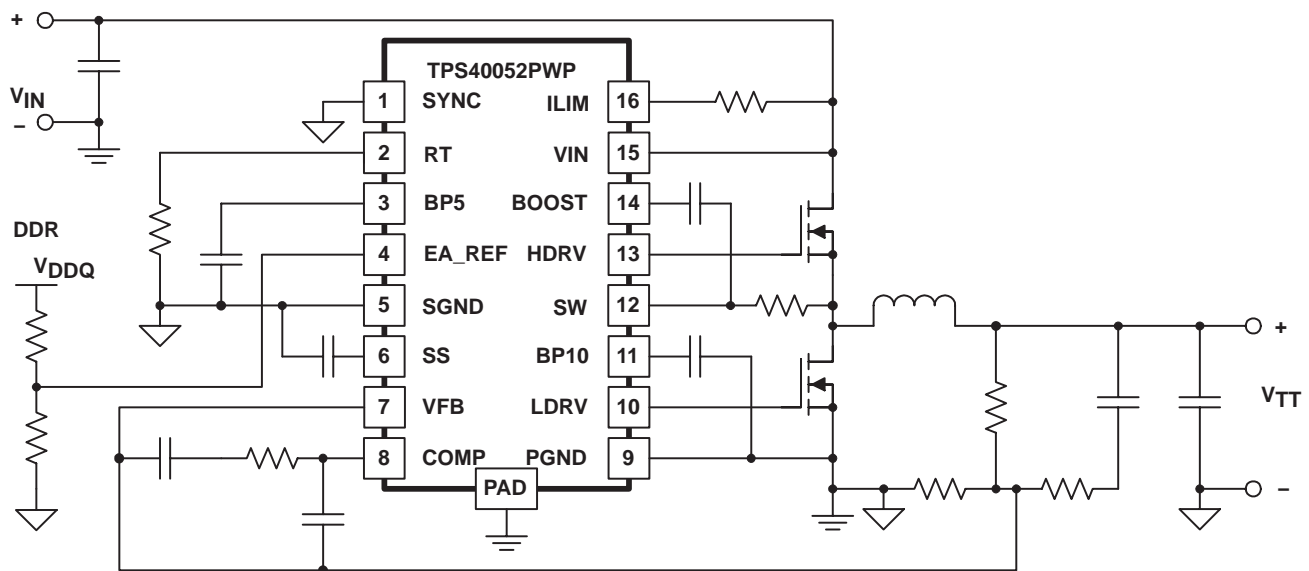 +
TPS40052PWP
1 SYNC ILIM 16
VIN
–
2 RT VIN 15
3 BP5 BOOST 14
DDR
4 EA_REF HDRV 13
VDDQ
5 SGND SW 12
+
6 SS BP10 11
7 VFB LDRV 10
VTT
8 COMP PGND 9
PAD
–